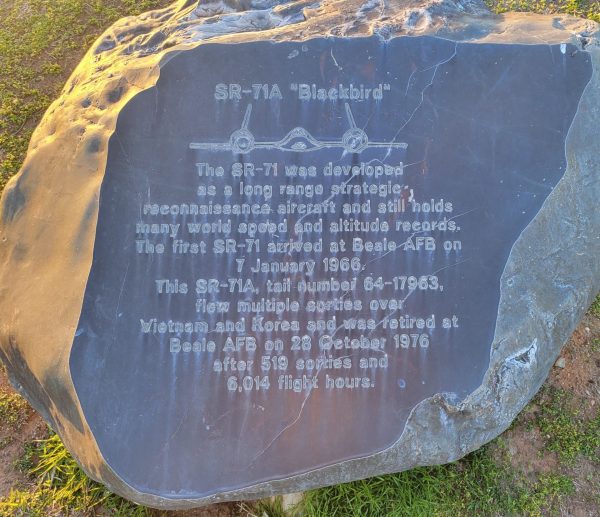 SR-71A "Blackbird"
The SR-71 was developed
as a long range strategic
reconnaissance aircraft and still holds
many world speed and altitude records.
The first SR-71 arrived at Beale AFB on
7 January 1966.
This SR-71A, tail number 64-17963,
flew multiple sorties over
Vietnam and Korea and was retired at
Beale AFB on 28 October 1976
after 519 sorties and
6,014 flight hours.